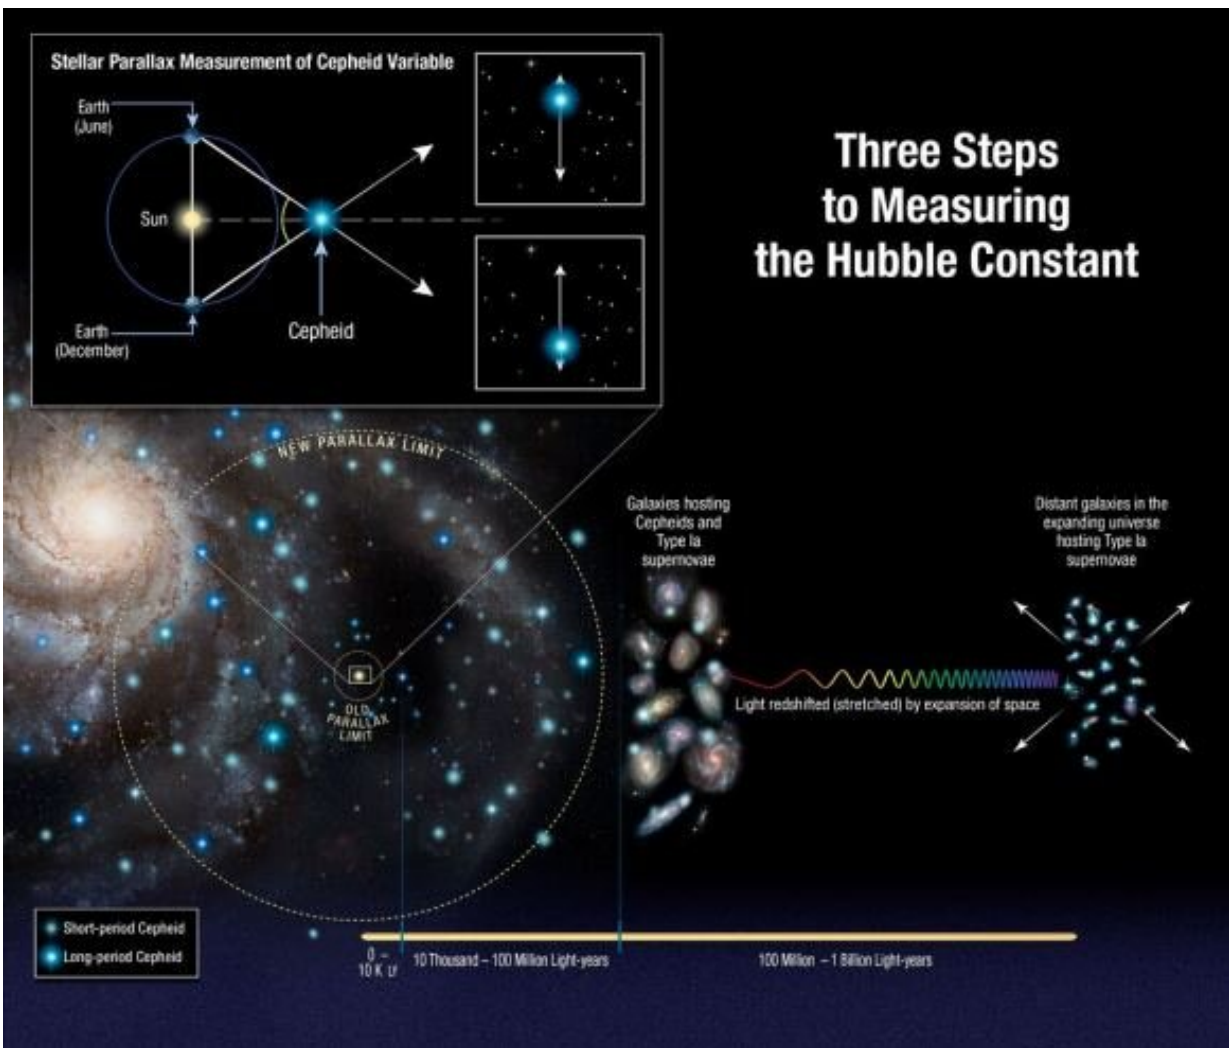 Stellar Parallax Measurement of Cepheid Variable
Earth
(June)
Sun
Earth
(December)
Cepheid
Three Steps
to Measuring
the Hubble Constant
NEW PARALLAX LIMIT
OLD
PARALLAX
LIMIT
Galaxies hosting
Cepheids and
Type Ia
supernovae
Distant galaxies in the
expanding universe
hosting Type Ia
supernovae
Light redshifted (stretched) by expansion of space
Short-period Cepheid
Long-period Cepheid
0 –
10 K Ly
10 Thousand – 100 Million Light-years
100 Million – 1 Billion Light-years